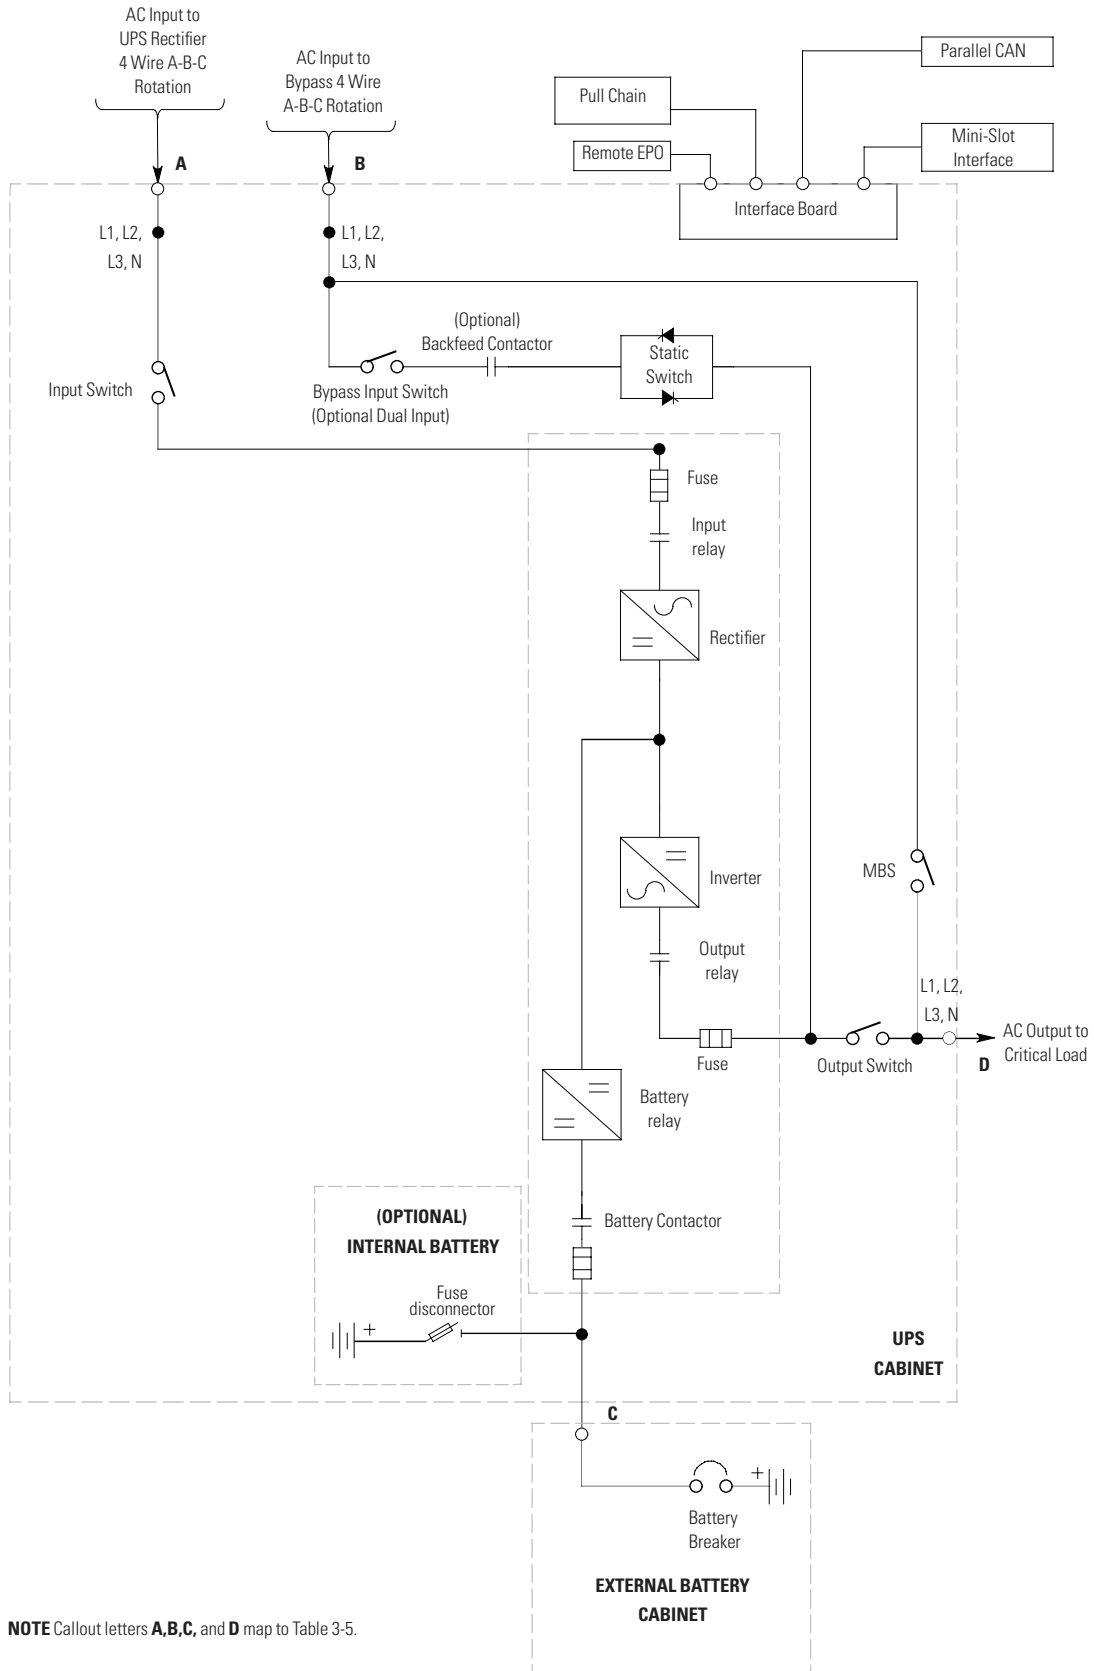 AC Input to
UPS Rectifier
4 Wire A-B-C
Rotation
AC Input to
Bypass 4 Wire
A-B-C Rotation
Parallel CAN
Pull Chain
Remote EPO
Mini-Slot
Interface
A
B
Interface Board
L1, L2,
L3, N
L1, L2,
L3, N
(Optional)
Backfeed Contactor
Static
Switch
Input Switch
Bypass Input Switch
(Optional Dual Input)
Fuse
Input
relay
Rectifier
Inverter
MBS
Output
relay
L1, L2,
L3, N
AC Output to
Critical Load
D
Output Switch
Fuse
Battery
relay
Battery Contactor
(OPTIONAL)
INTERNAL BATTERY
Fuse
disconnector
+
UPS
CABINET
C
+
Battery
Breaker
EXTERNAL BATTERY
CABINET
NOTE Callout letters A,B,C, and D map to Table 3-5.